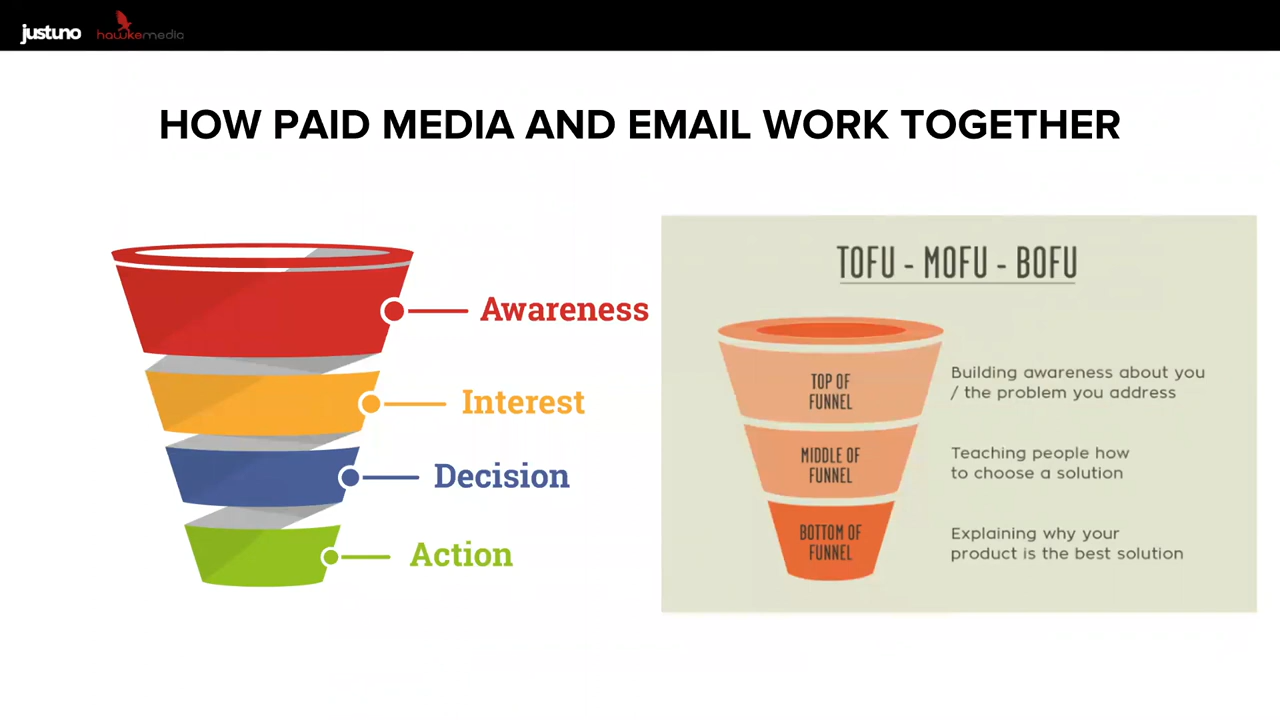 justuno
hawkemedia
HOW PAID MEDIA AND EMAIL WORK TOGETHER
Awareness
Interest
Decision
Action
TOFU - MOFU - BOFU
TOP OF
FUNNEL
Building awareness about you
/ the problem you address
MIDDLE OF
FUNNEL
Teaching people how
to choose a solution
BOTTOM OF
FUNNEL
Explaining why your
product is the best solution